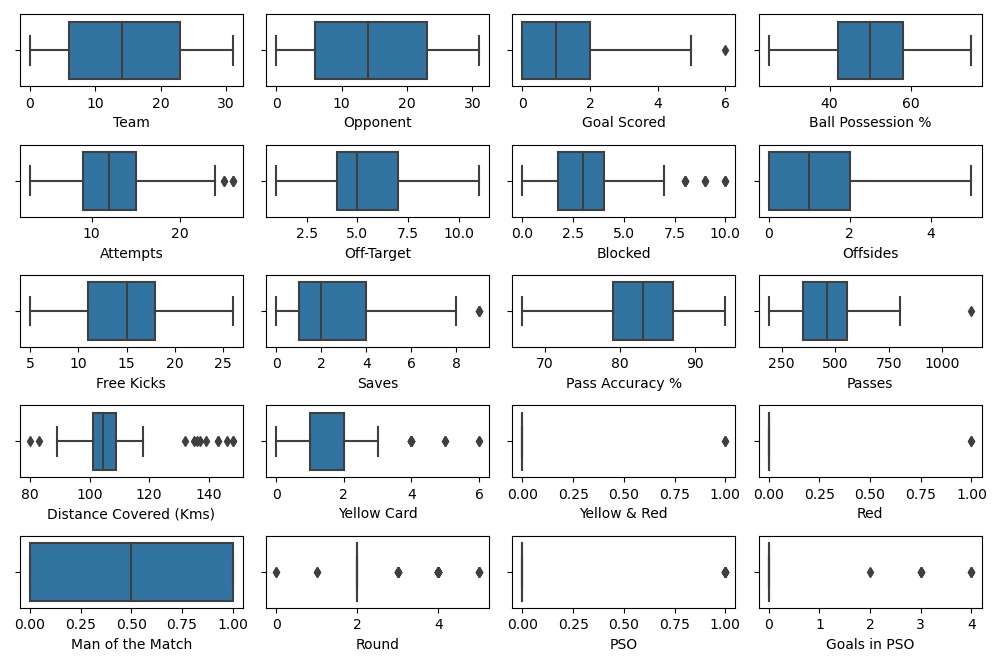 0 10 20 30
Team
0 10 20 30
Opponent
0 2 4 6
Goal Scored
40 60
Ball Possession %
10 20
Attempts
2.5 5.0 7.5 10.0
Off-Target
0.0 2.5 5.0 7.5 10.0
Blocked
0 2 4
Offsides
5 10 15 20 25
Free Kicks
0 2 4 6 8
Saves
70 80 90
Pass Accuracy %
250 500 750 1000
Passes
80 100 120 140
Distance Covered (Kms)
0 2 4 6
Yellow Card
0.00 0.25 0.50 0.75 1.00
Yellow & Red
0.00 0.25 0.50 0.75 1.00
Red
0.00 0.25 0.50 0.75 1.00
Man of the Match
0 2 4
Round
0.00 0.25 0.50 0.75 1.00
PSO
0 1 2 3 4
Goals in PSO